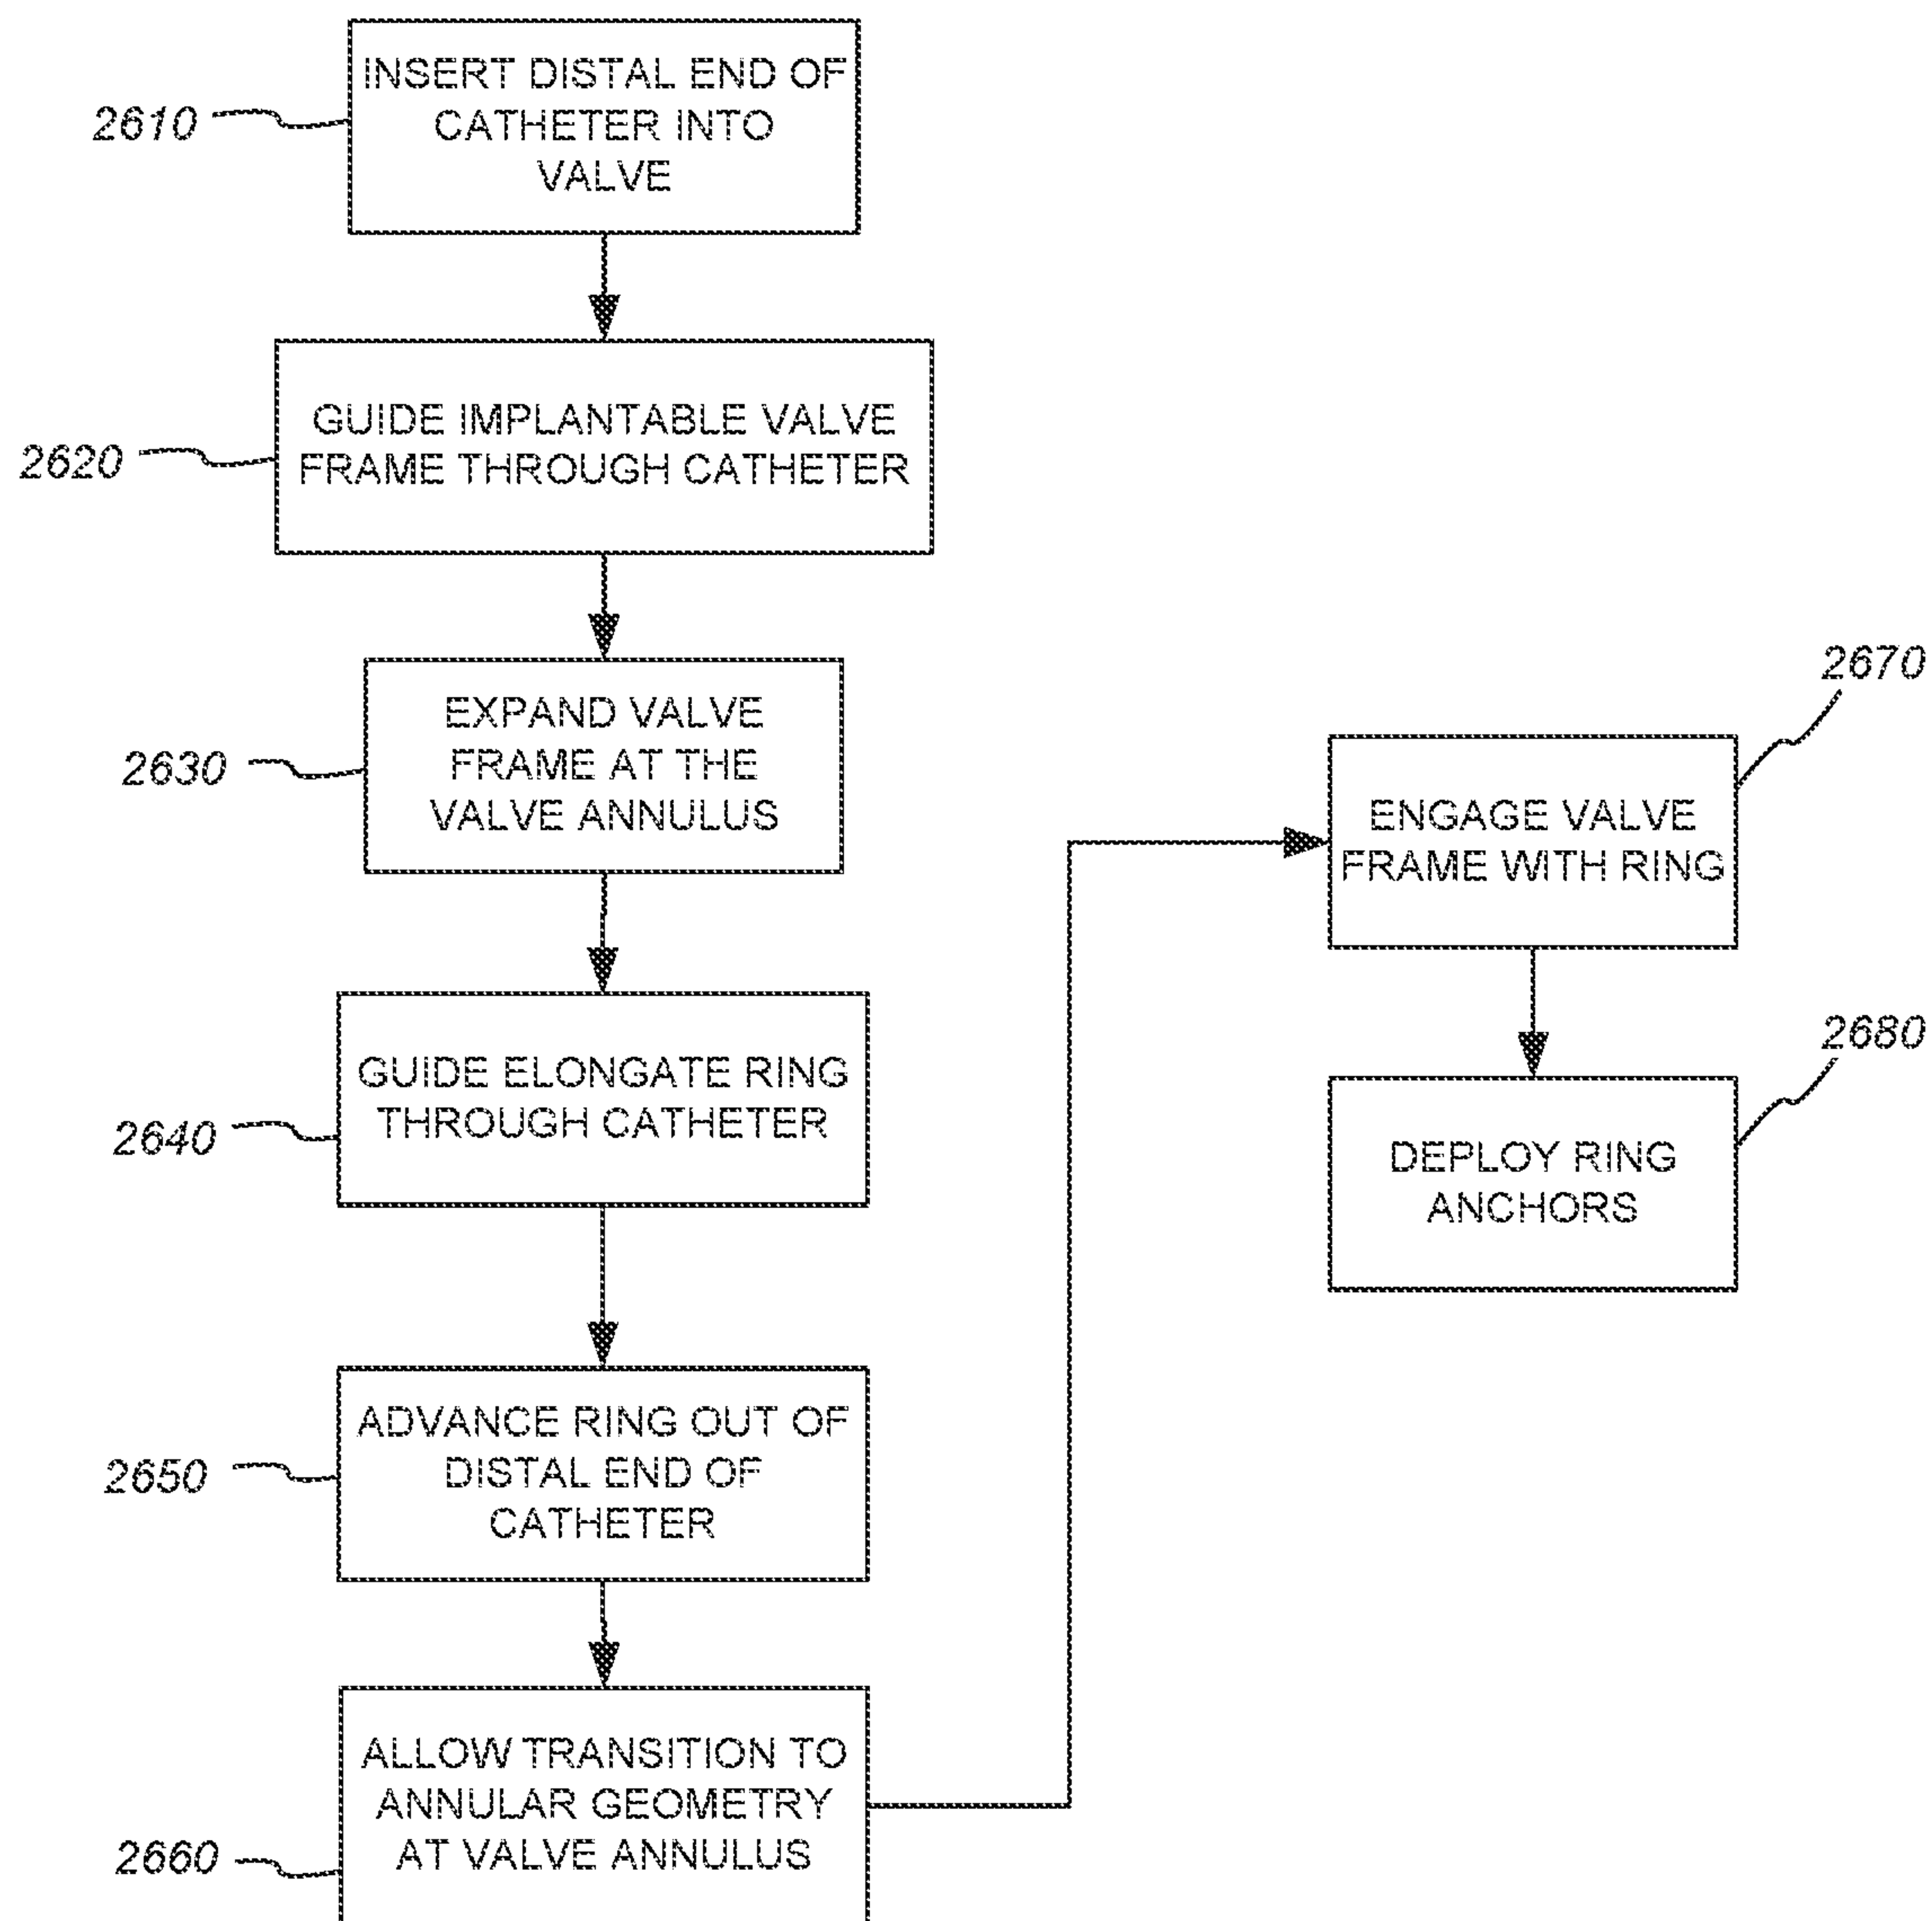 INSERT DISTAL END OF
CATHETER INTO
VALVE
2610
GUIDE IMPLANTABLE VALVE
FRAME THROUGH CATHETER
2620
EXPAND VALVE
FRAME AT THE
VALVE ANNULUS
2630
GUIDE ELONGATE RING
THROUGH CATHETER
2640
ADVANCE RING OUT OF
DISTAL END OF
CATHETER
2650
ALLOW TRANSITION TO
ANNULAR GEOMETRY
AT VALVE ANNULUS
2660
2670
ENGAGE VALVE
FRAME WITH RING
2680
DEPLOY RING
ANCHORS